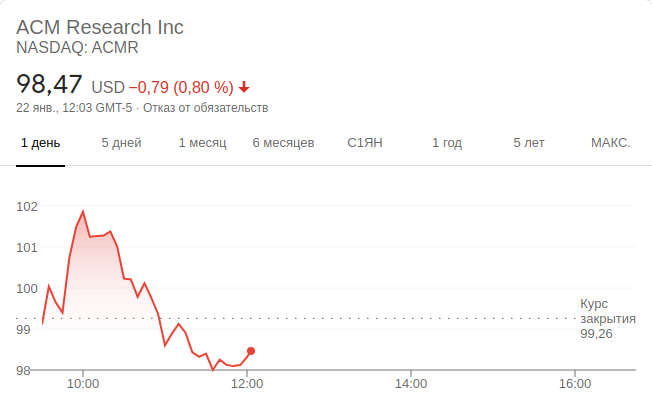 ACM Research Inc
NASDAQ: ACMR
98,47 USD −0,79 (0,80 %)
22 янв., 12:03 GMT-5 · Отказ от обязательств
1 день 5 дней 1 месяц 6 месяцев С1ЯН 1 год 5 лет МАКС.
102
101
100
99
98
Курс
закрытия
99,26
10:00 12:00 14:00 16:00